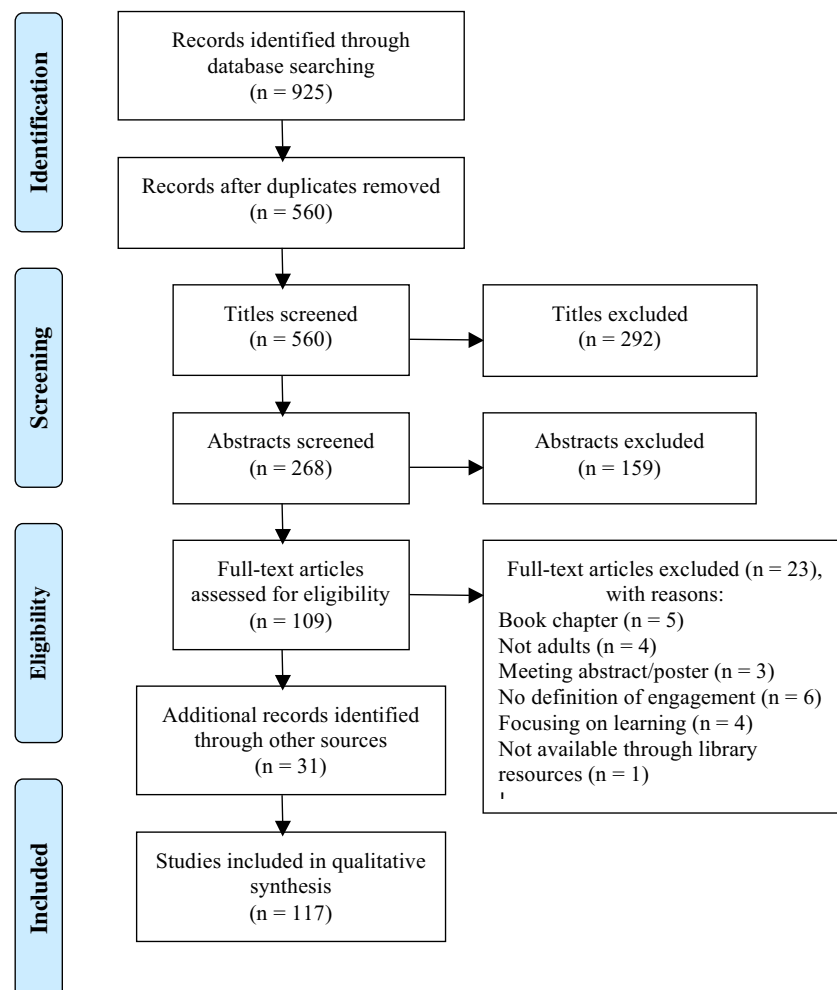 Identification
Records identified through
database searching
(n = 925)
Records after duplicates removed
(n = 560)
Screening
Titles screened
(n = 560)
Titles excluded
(n = 292)
Abstracts screened
(n = 268)
Abstracts excluded
(n = 159)
Eligibility
Full-text articles
assessed for eligibility
(n = 109)
Full-text articles excluded (n = 23),
with reasons:
Book chapter (n = 5)
Not adults (n = 4)
Meeting abstract/poster (n = 3)
No definition of engagement (n = 6)
Focusing on learning (n = 4)
Not available through library
resources (n = 1)
Additional records identified
through other sources
(n = 31)
Included
Studies included in qualitative
synthesis
(n = 117)